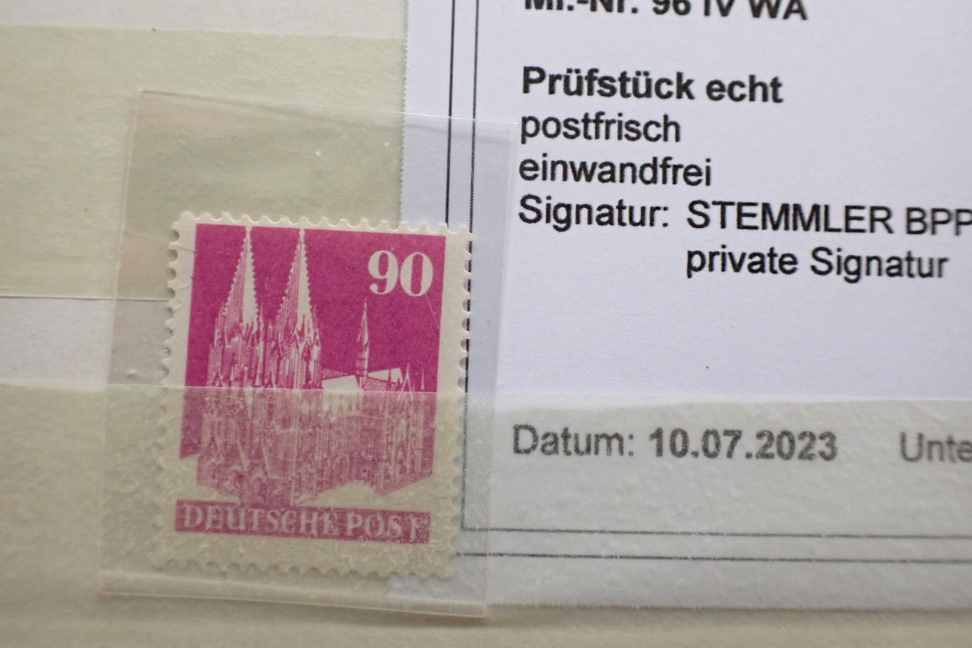 Mi.-Nr. 96 IV WA
Prüfstück echt
postfrisch
einwandfrei
Signatur: STEMMLER BPP
private Signatur
90
DEUTSCHE POST
Datum: 10.07.2023